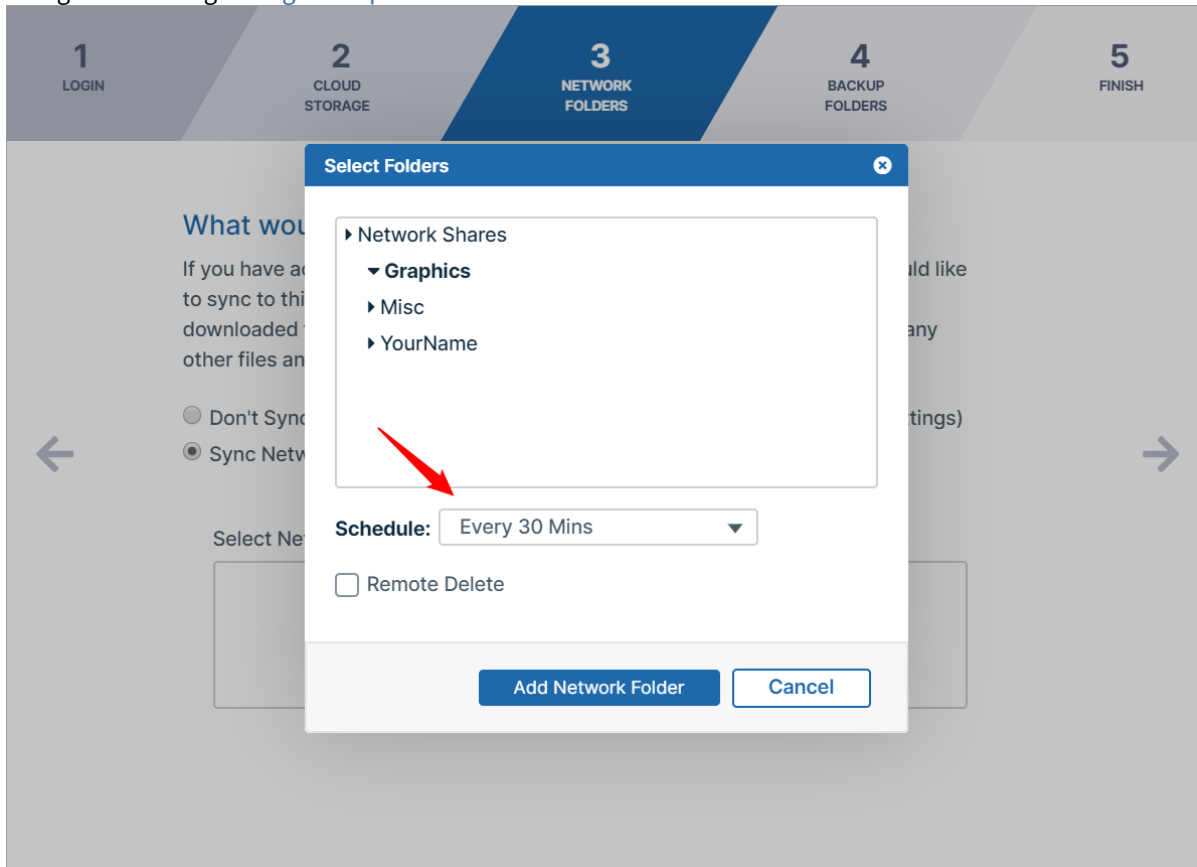 1
LOGIN
2
CLOUD
STORAGE
3
NETWORK
FOLDERS
4
BACKUP
FOLDERS
5
FINISH
Select Folders
What wou
If you have a
uld like
to sync to thi
downloaded
any
other files an
Network Shares
Graphics
Misc
YourName
Don't Sync
tings)
Sync Netw
Schedule: Every 30 Mins
Select Ne
Remote Delete
Add Network Folder
Cancel